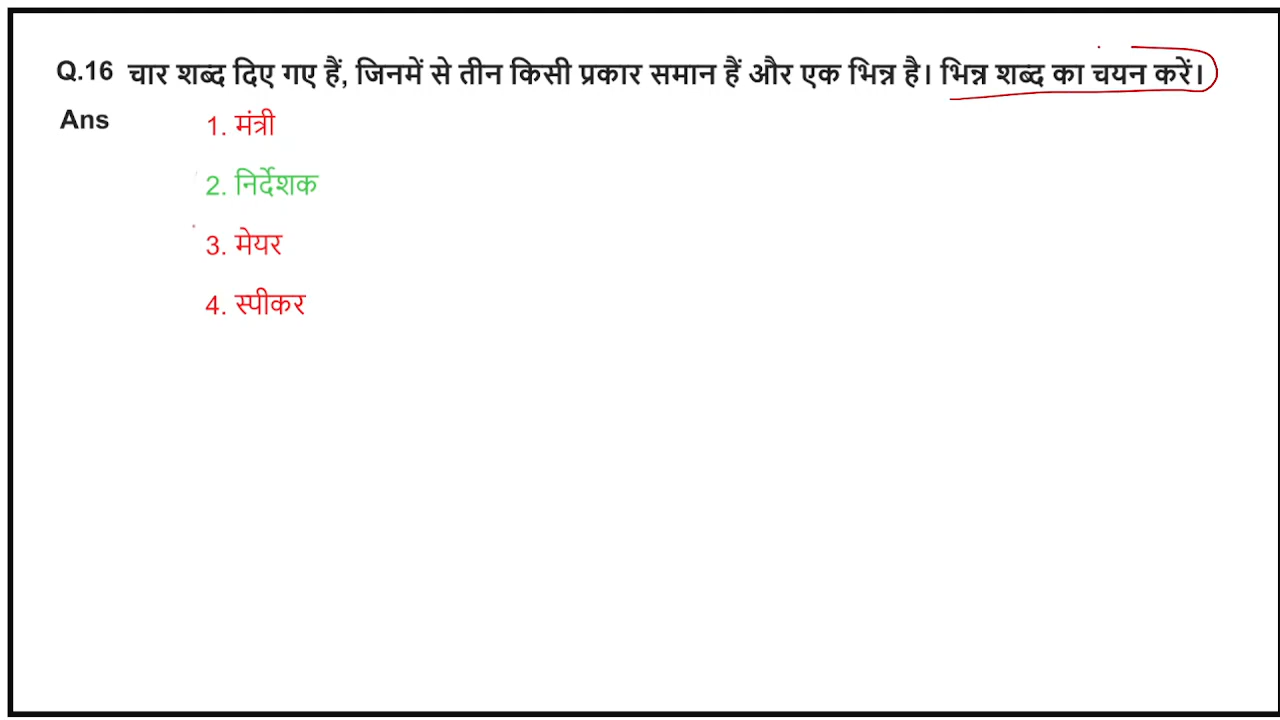 Q.16 चार शब्द दिए गए हैं, जिनमें से तीन किसी प्रकार समान हैं और एक भिन्न है। भिन्न शब्द का चयन करें।
Ans
1. मंत्री
2. निर्देशक
3. मेयर
4. स्पीकर